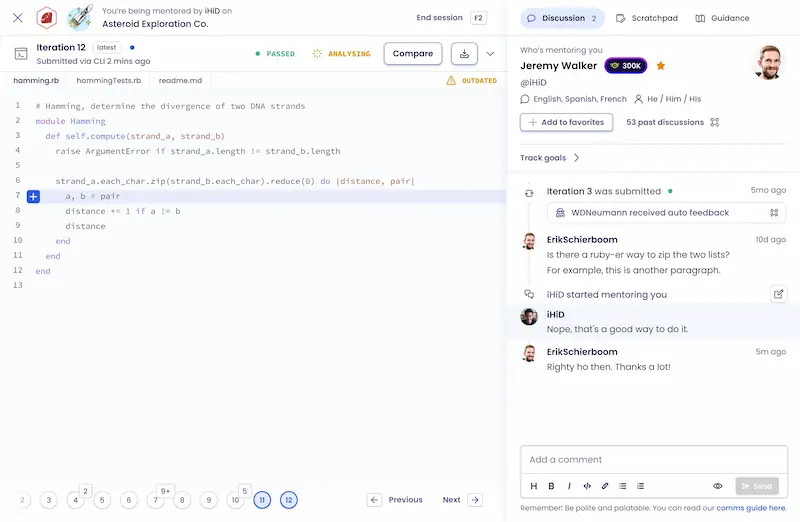 You're being mentored by iHiD on
Asteroid Exploration Co.
End session F2
Iteration 12 latest
Submitted via CLI 2 mins ago
PASSED
ANALYSING
Compare
hamming.rb hammingTests.rb readme.md
OUTDATED
1 # Hamming, determine the divergence of two DNA strands
2 module Hamming
3 def self.compute(strand_a, strand_b)
4 raise ArgumentError if strand_a.length != strand_b.length
5
6 strand_a.each_char.zip(strand_b.each_char).reduce(0) do |distance, pair|
7 a, b = pair
8 distance += 1 if a != b
9 distance
10 end
11 end
12 end
13
2 3 4 2 5 6 7 9+ 8 9 10 5 11 12
Previous Next
Discussion 2 Scratchpad Guidance
Who's mentoring you
Jeremy Walker 300K
@iHiD
English, Spanish, French He / Him / His
+ Add to favorites 53 past discussions
Track goals
Iteration 3 was submitted 5mo ago
WDNeumann received auto feedback
ErikSchierboom 10d ago
Is there a ruby-er way to zip the two lists?
For example, this is another paragraph.
iHiD started mentoring you
iHiD
Nope, that's a good way to do it.
ErikSchierboom 5m ago
Righty ho then. Thanks a lot!
Add a comment
H B I
Send
Remember! Be polite and palatable. You can read our comms guide here.